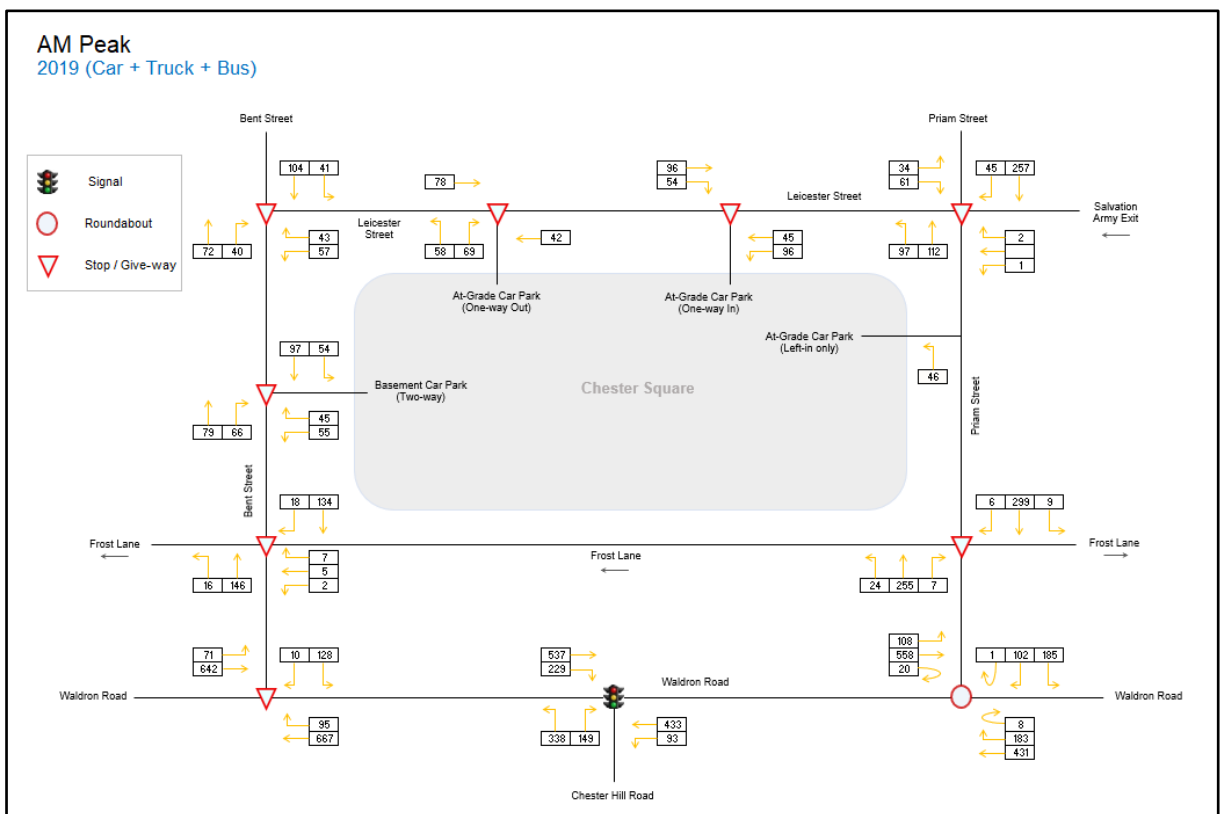 AM Peak
2019 (Car + Truck + Bus)
Bent Street
Priam Street
Signal
Roundabout
Stop / Give-way
104 41
78
96
54
34
61
45 257
Leicester Street
Leicester
Street
Salvation
Army Exit
72 40
43
57
58 69
42
45
96
97 112
2
1
At-Grade Car Park
(One-way Out)
At-Grade Car Park
(One-way In)
At-Grade Car Park
(Left-in only)
46
97 54
Basement Car Park
(Two-way)
Chester Square
79 66
45
55
Priam Street
Bent Street
18 134
6 299 9
Frost Lane
Frost Lane
Frost Lane
16 146
7
5
2
24 255 7
71
642
10 128
537
229
108
558
20
1 102 185
Waldron Road
Waldron Road
Waldron Road
95
667
338 149
433
93
8
183
431
Chester Hill Road